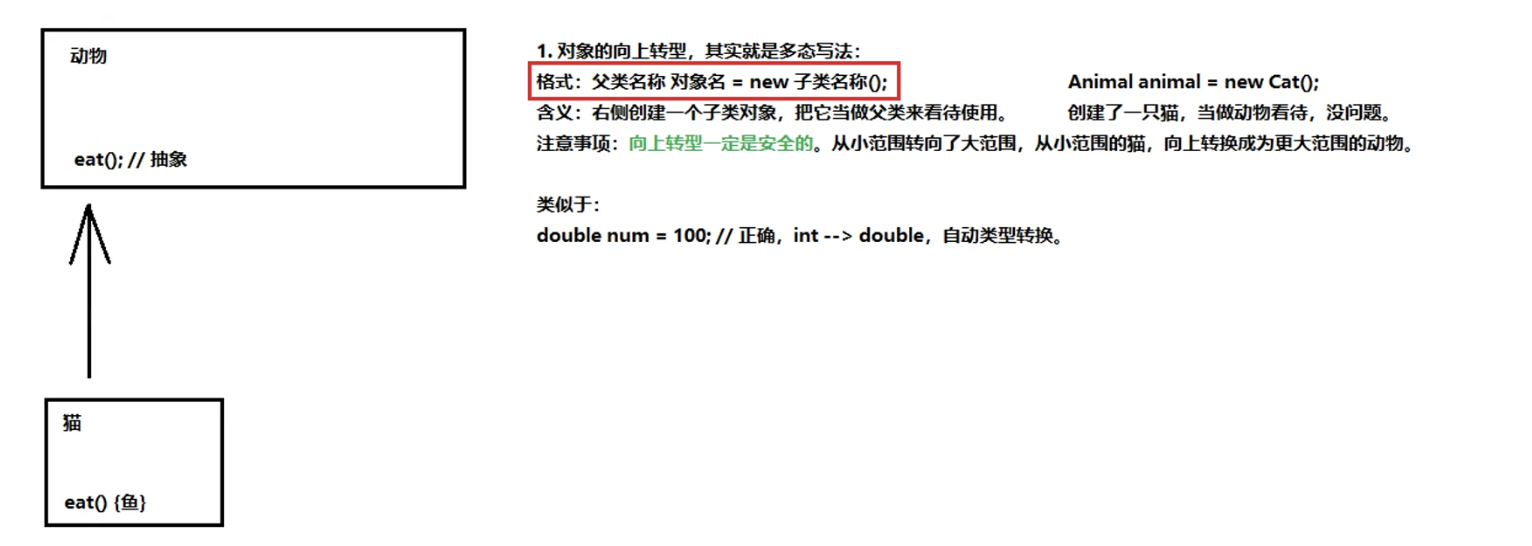 动物
eat(); // 抽象
猫
eat() {鱼}
1. 对象的向上转型，其实就是多态写法：
格式：父类名称 对象名 = new 子类名称();
Animal animal = new Cat();
含义：右侧创建一个子类对象，把它当做父类来看待使用。
创建了一只猫，当做动物看待，没问题。
注意事项：向上转型一定是安全的。从小范围转向了大范围，从小范围的猫，向上转换成为更大范围的动物。
类似于：
double num = 100; // 正确，int --> double，自动类型转换。